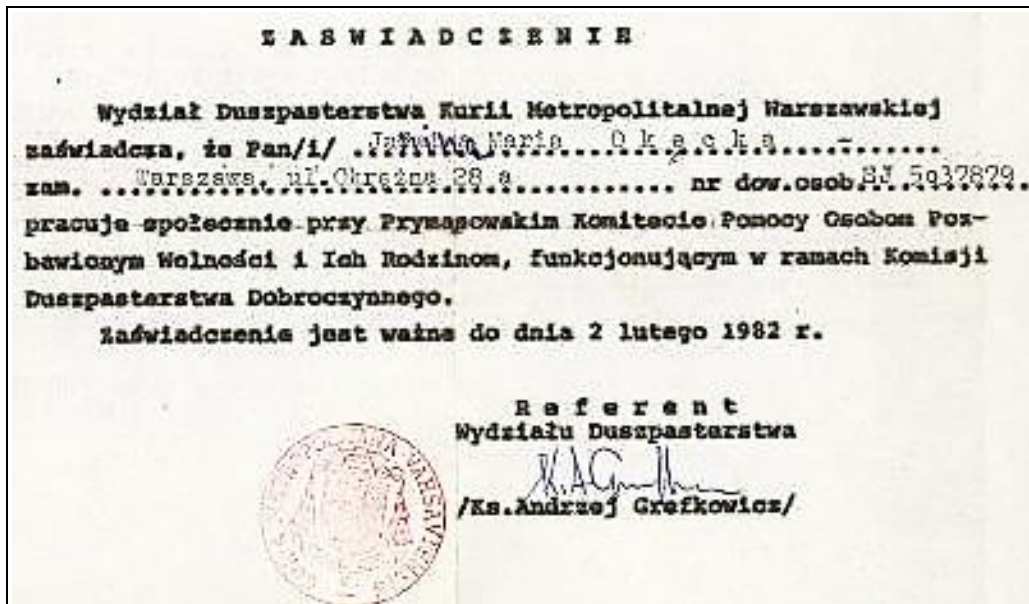 ZASWIADCZENIE
Wydział Duszpasterstwa Kurii Metropolitalnej Warszawskiej
zaświadcza, że Pan/i/ ... Maria Okęcka -
zam. Warszawa, ul.Okrężna 28 a nr dow.osob.
pracuje społecznie przy Prymasowskim Komitecie Pomocy Osobom Poz-
bawionym Wolności i Ich Rodzinom, funkcjonującym w ramach Komisji
Duszpasterstwa Dobroczynnego.
Zaświadczenie jest ważne do dnia 2 lutego 1982 r.
Referent
Wydziału Duszpasterstwa
/Ks.Andrzej Grefkowicz/